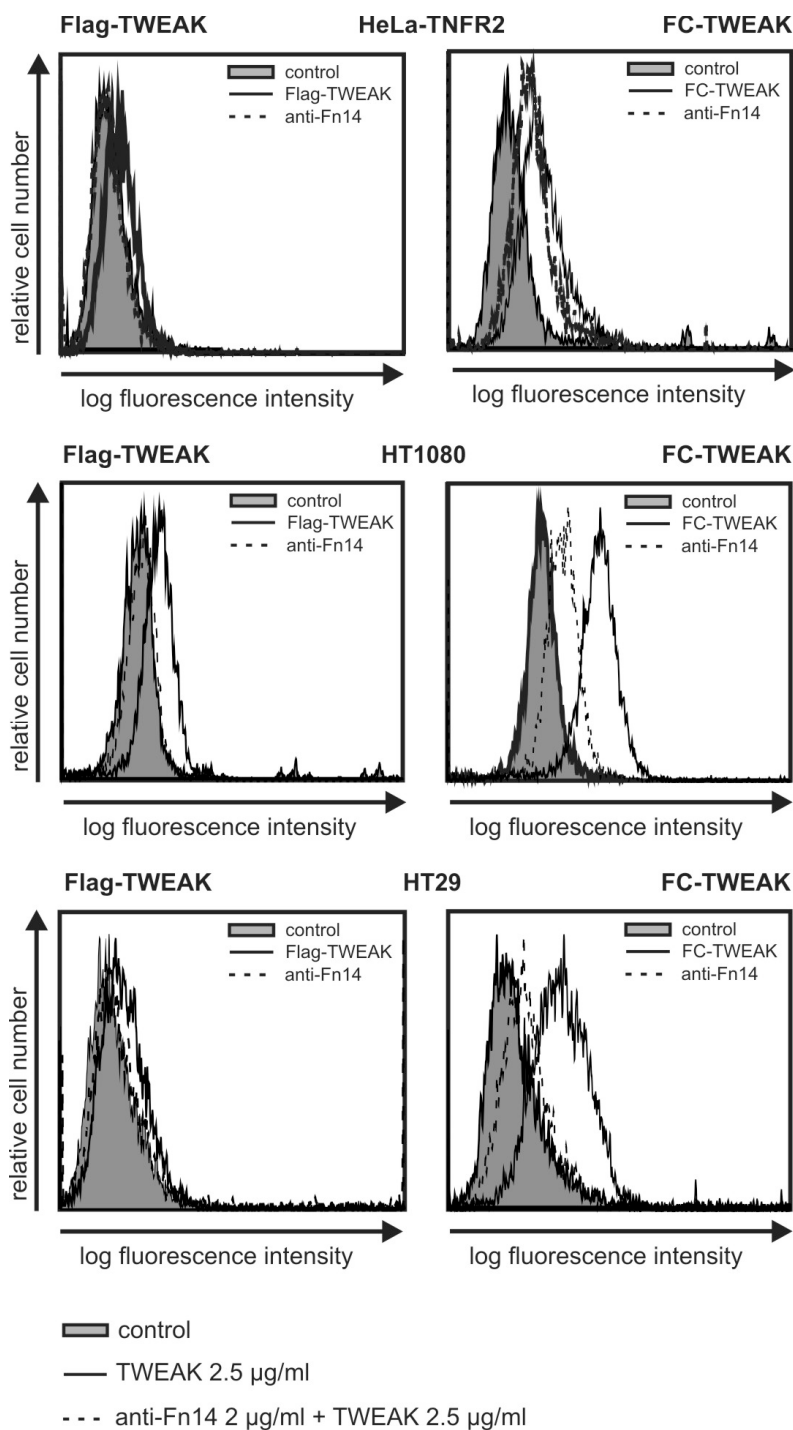 Flag-TWEAK HeLa-TNFR2 FC-TWEAK
control
Flag-TWEAK
anti-Fn14
relative cell number
log fluorescence intensity
control
FC-TWEAK
anti-Fn14
log fluorescence intensity
Flag-TWEAK HT1080 FC-TWEAK
control
Flag-TWEAK
anti-Fn14
relative cell number
log fluorescence intensity
control
FC-TWEAK
anti-Fn14
log fluorescence intensity
Flag-TWEAK HT29 FC-TWEAK
control
Flag-TWEAK
anti-Fn14
relative cell number
log fluorescence intensity
control
FC-TWEAK
anti-Fn14
log fluorescence intensity
control
TWEAK 2.5 µg/ml
anti-Fn14 2 µg/ml + TWEAK 2.5 µg/ml